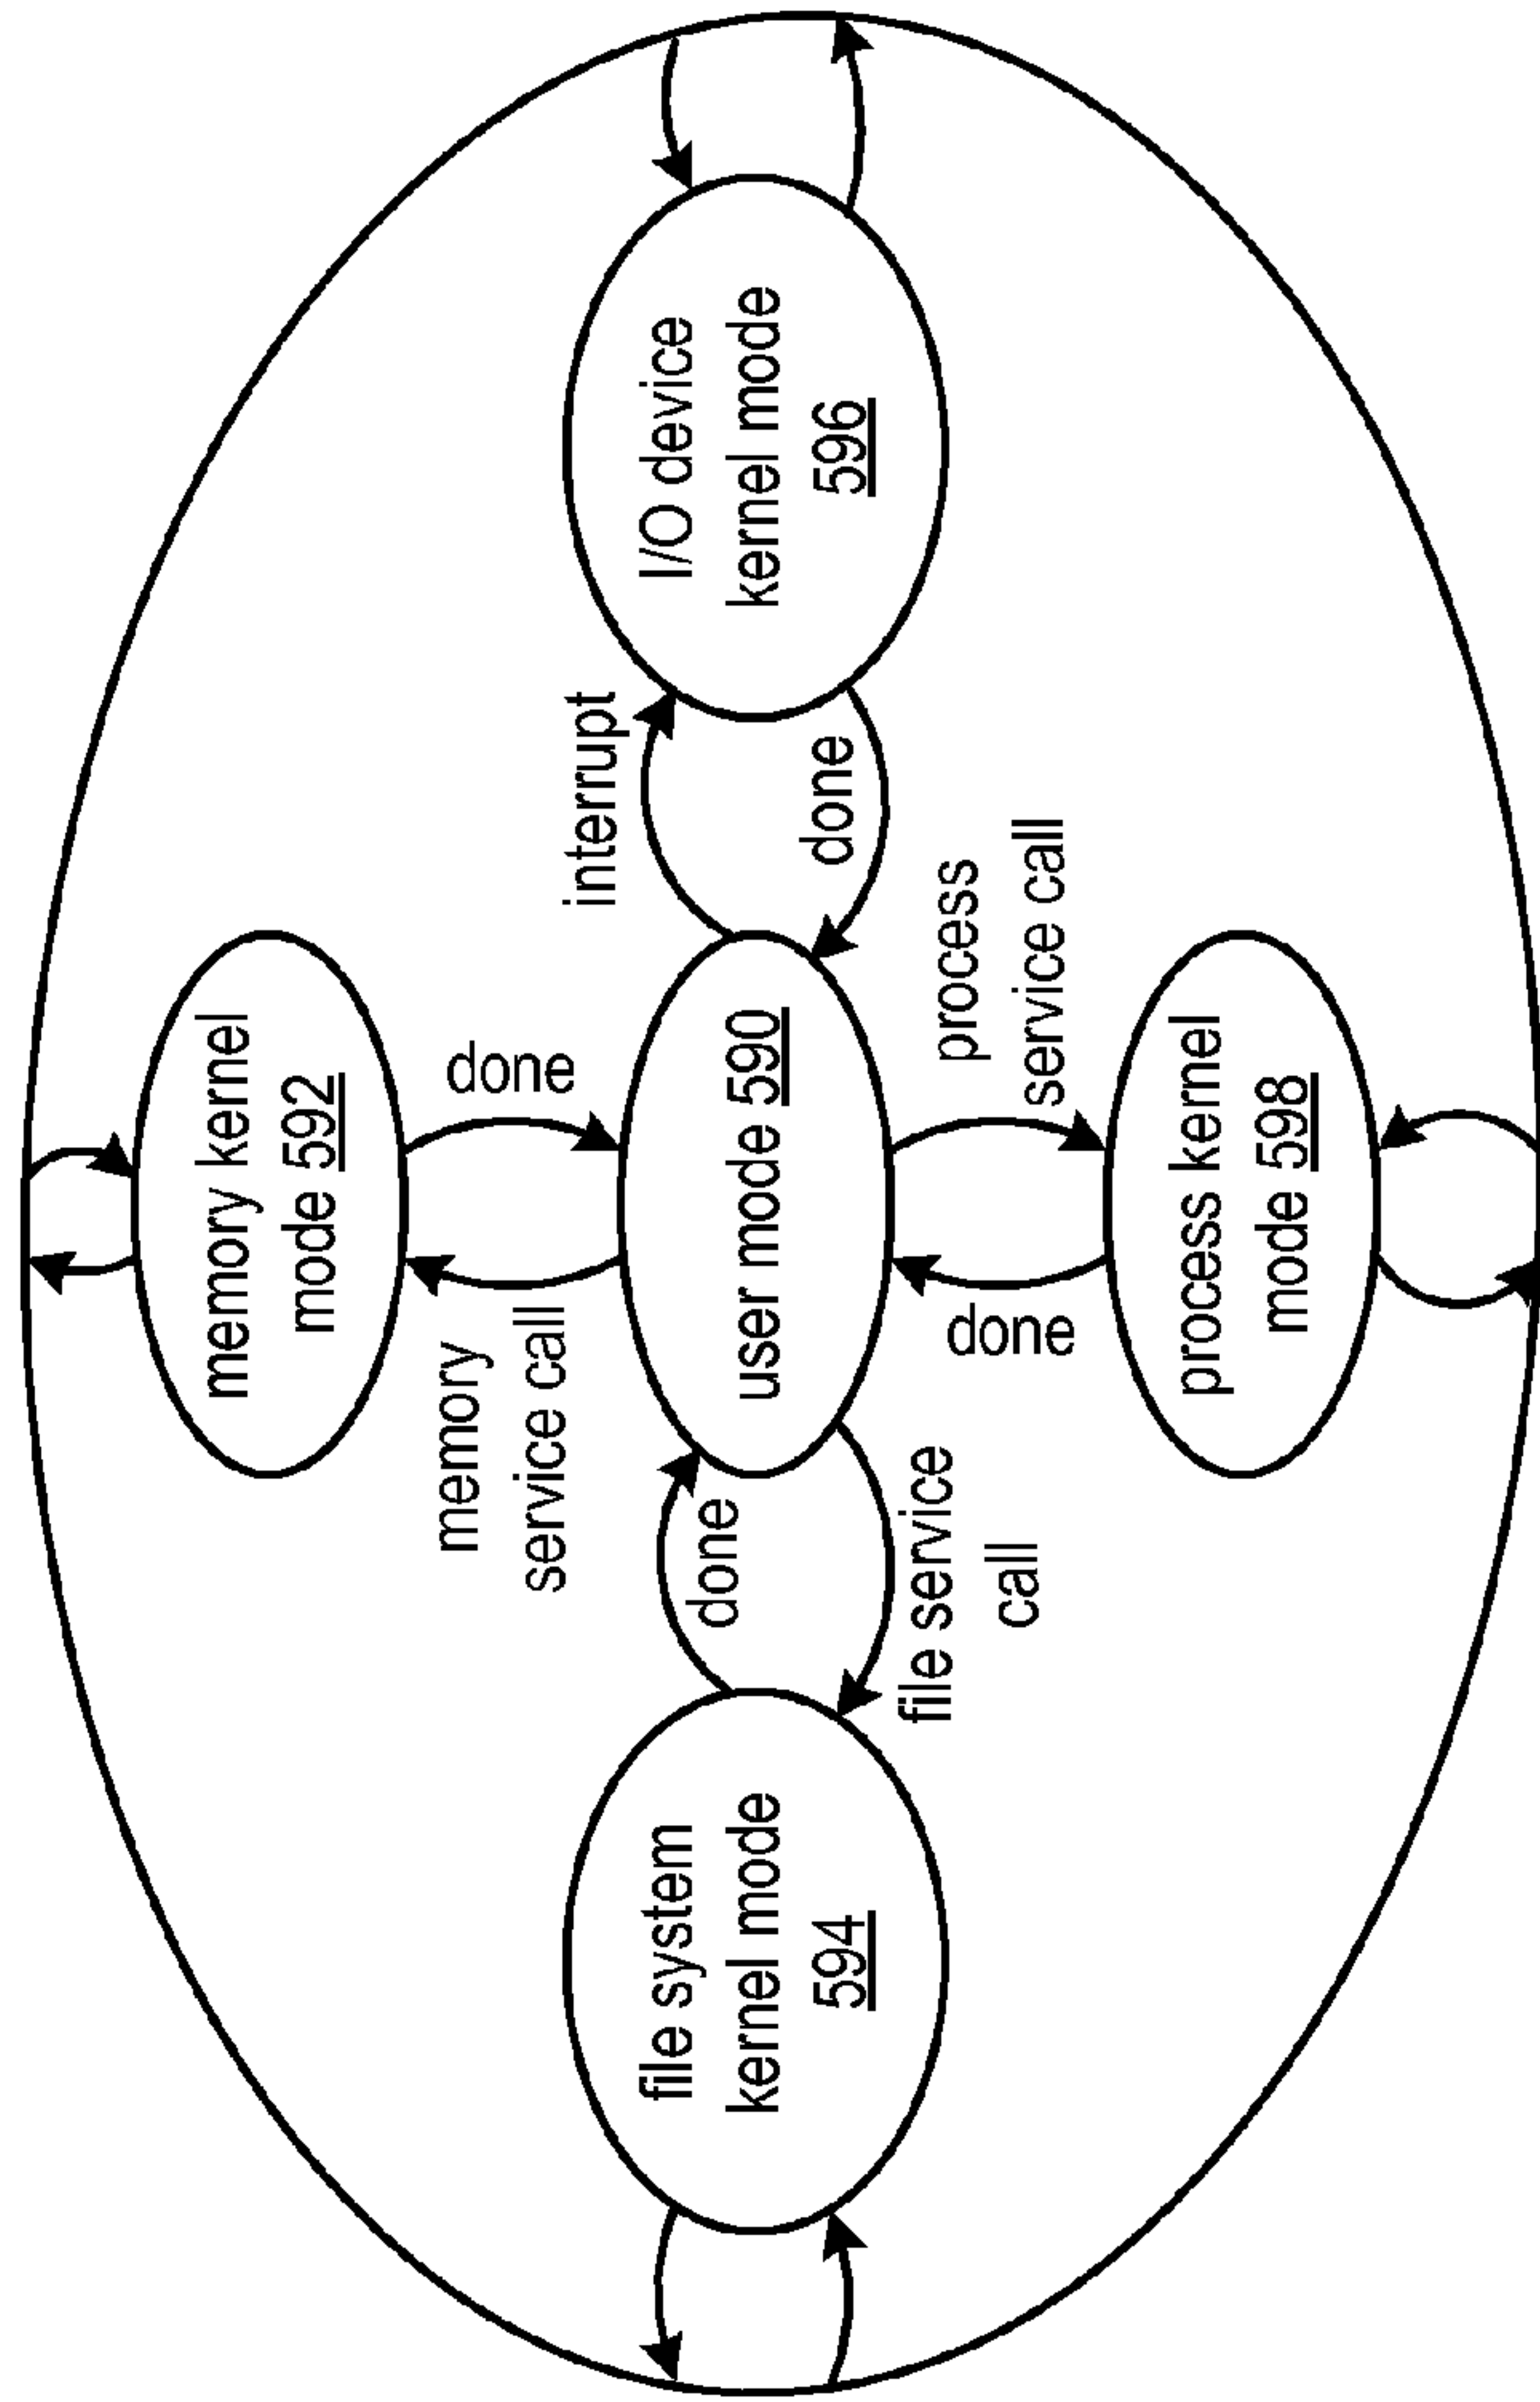 memory kernel
mode 592
memory
service call
done
file system
kernel mode
594
done
file service
call
user mode 590
interrupt
done
I/O device
kernel mode
596
done
process
service call
process kernel
mode 598